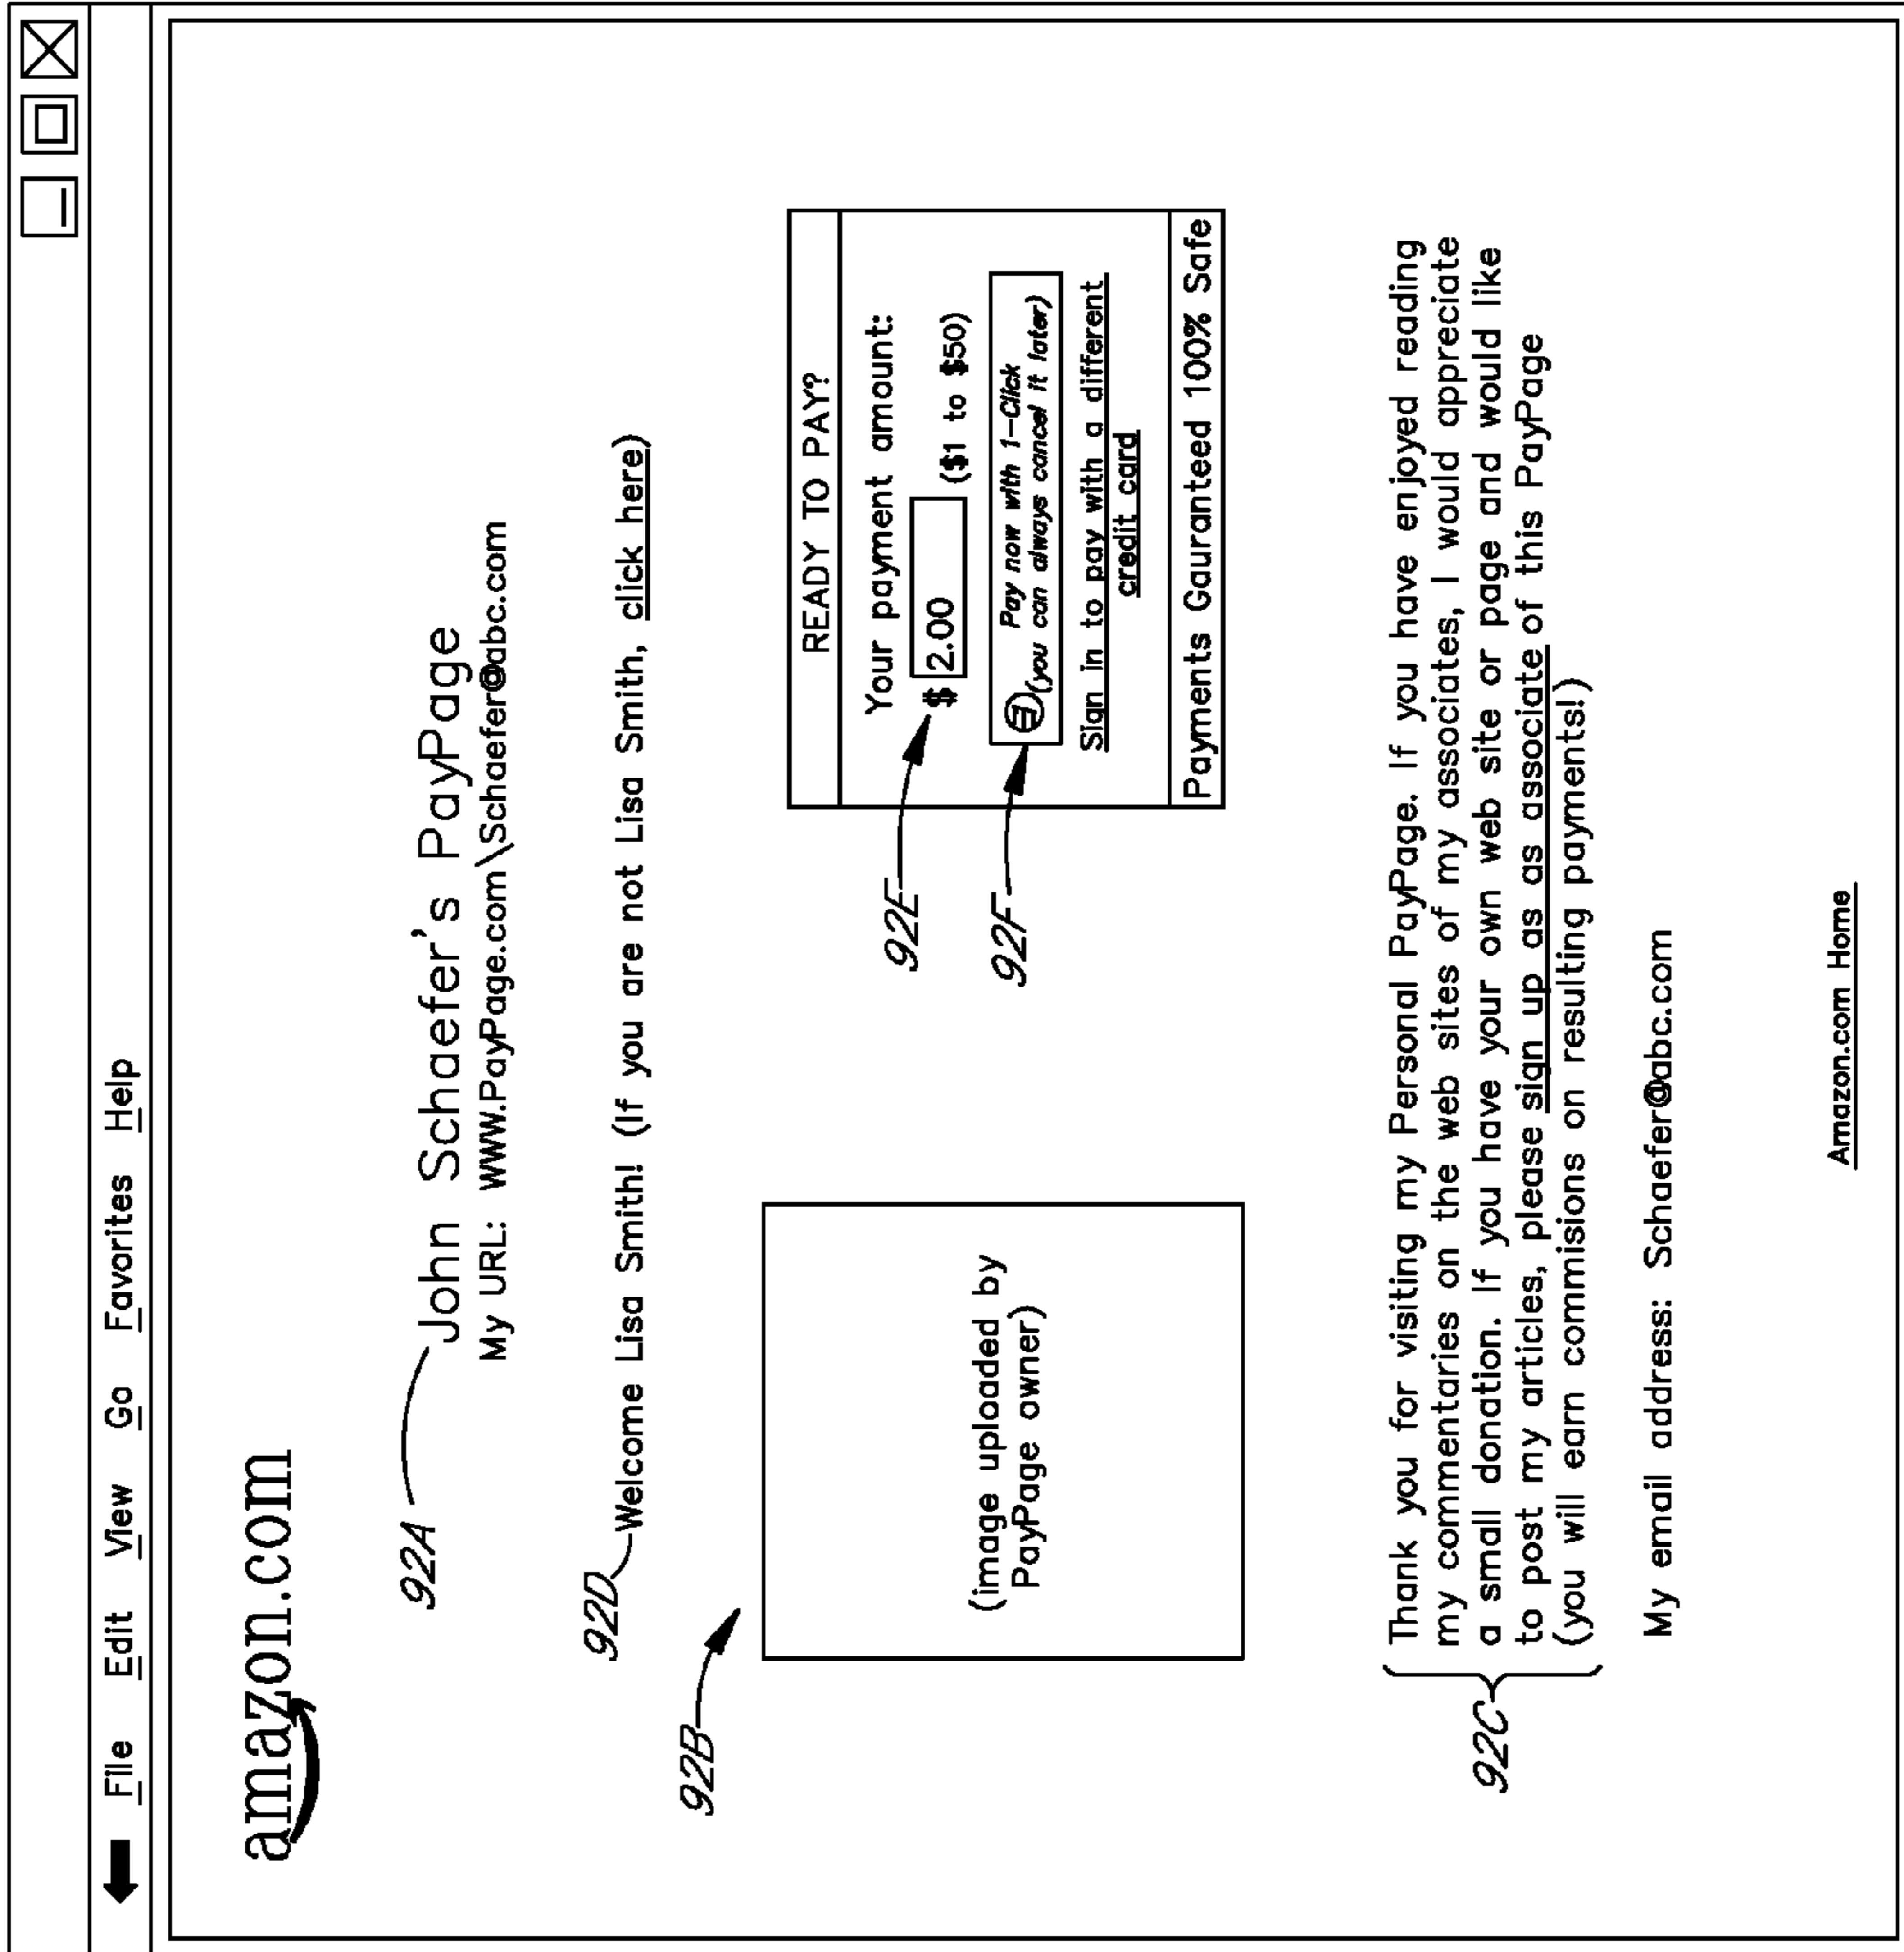 File Edit View Go Favorites Help
amazon.com
92A
John Schaefer's PayPage
My URL: WWW.PayPage.com\Schaefer@abc.com
92D
Welcome Lisa Smith! (If you are not Lisa Smith, click here)
92B
(image uploaded by
PayPage owner)
READY TO PAY?
Your payment amount:
92E
$ 2.00 ($1 to $50)
92F
Pay now with 1-Click
(you can always cancel it later)
Sign in to pay with a different
credit card
Payments Gauranteed 100% Safe
92C
Thank you for visiting my Personal PayPage. If you have enjoyed reading
my commentaries on the web sites of my associates, I would appreciate
a small donation. If you have your own web site or page and would like
to post my articles, please sign up as as associate of this PayPage
(you will earn commisions on resulting payments!)
My email address: Schaefer@abc.com
Amazon.com Home